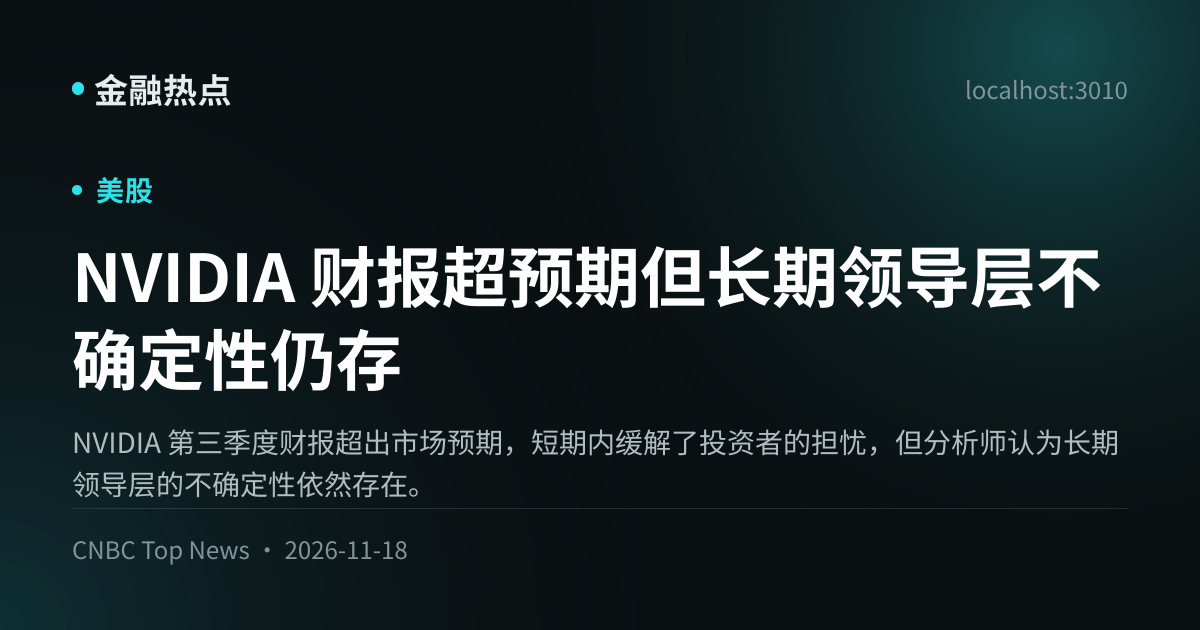 金融热点
localhost:3010
美股
NVIDIA 财报超预期但长期领导层不
确定性仍存
NVIDIA 第三季度财报超出市场预期，短期内缓解了投资者的担忧，但分析师认为长期
领导层的不确定性依然存在。
CNBC Top News · 2026-11-18